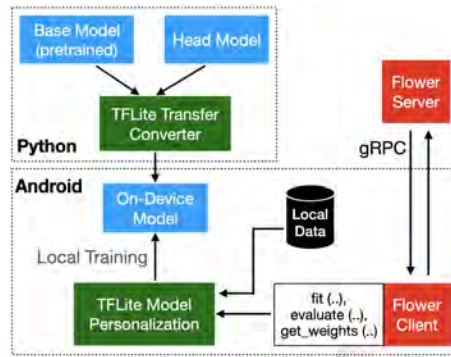 Base Model
(pretrained)
Head Model
TFLite Transfer
Converter
Python
Flower
Server
gRPC
Android
On-Device
Model
Local
Data
Local Training
TFLite Model
Personalization
fit (..),
evaluate (..),
get_weights (..)
Flower
Client